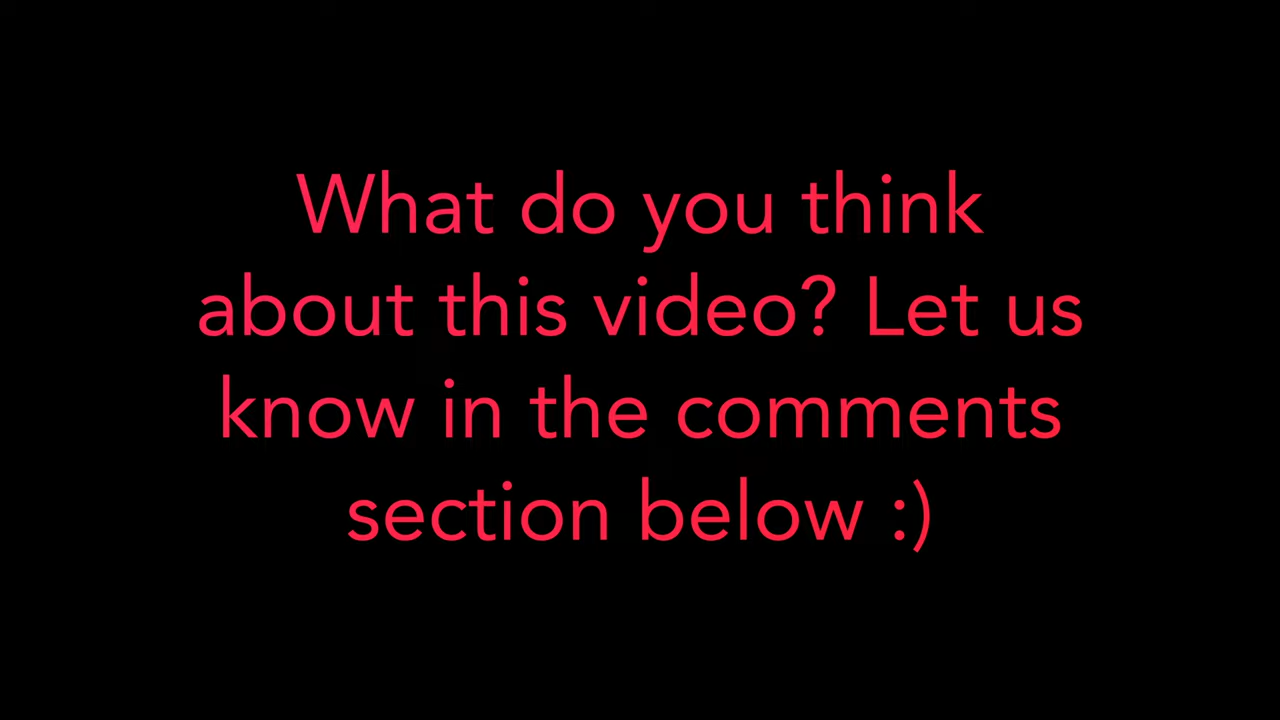 What do you think
about this video? Let us
know in the comments
section below :)